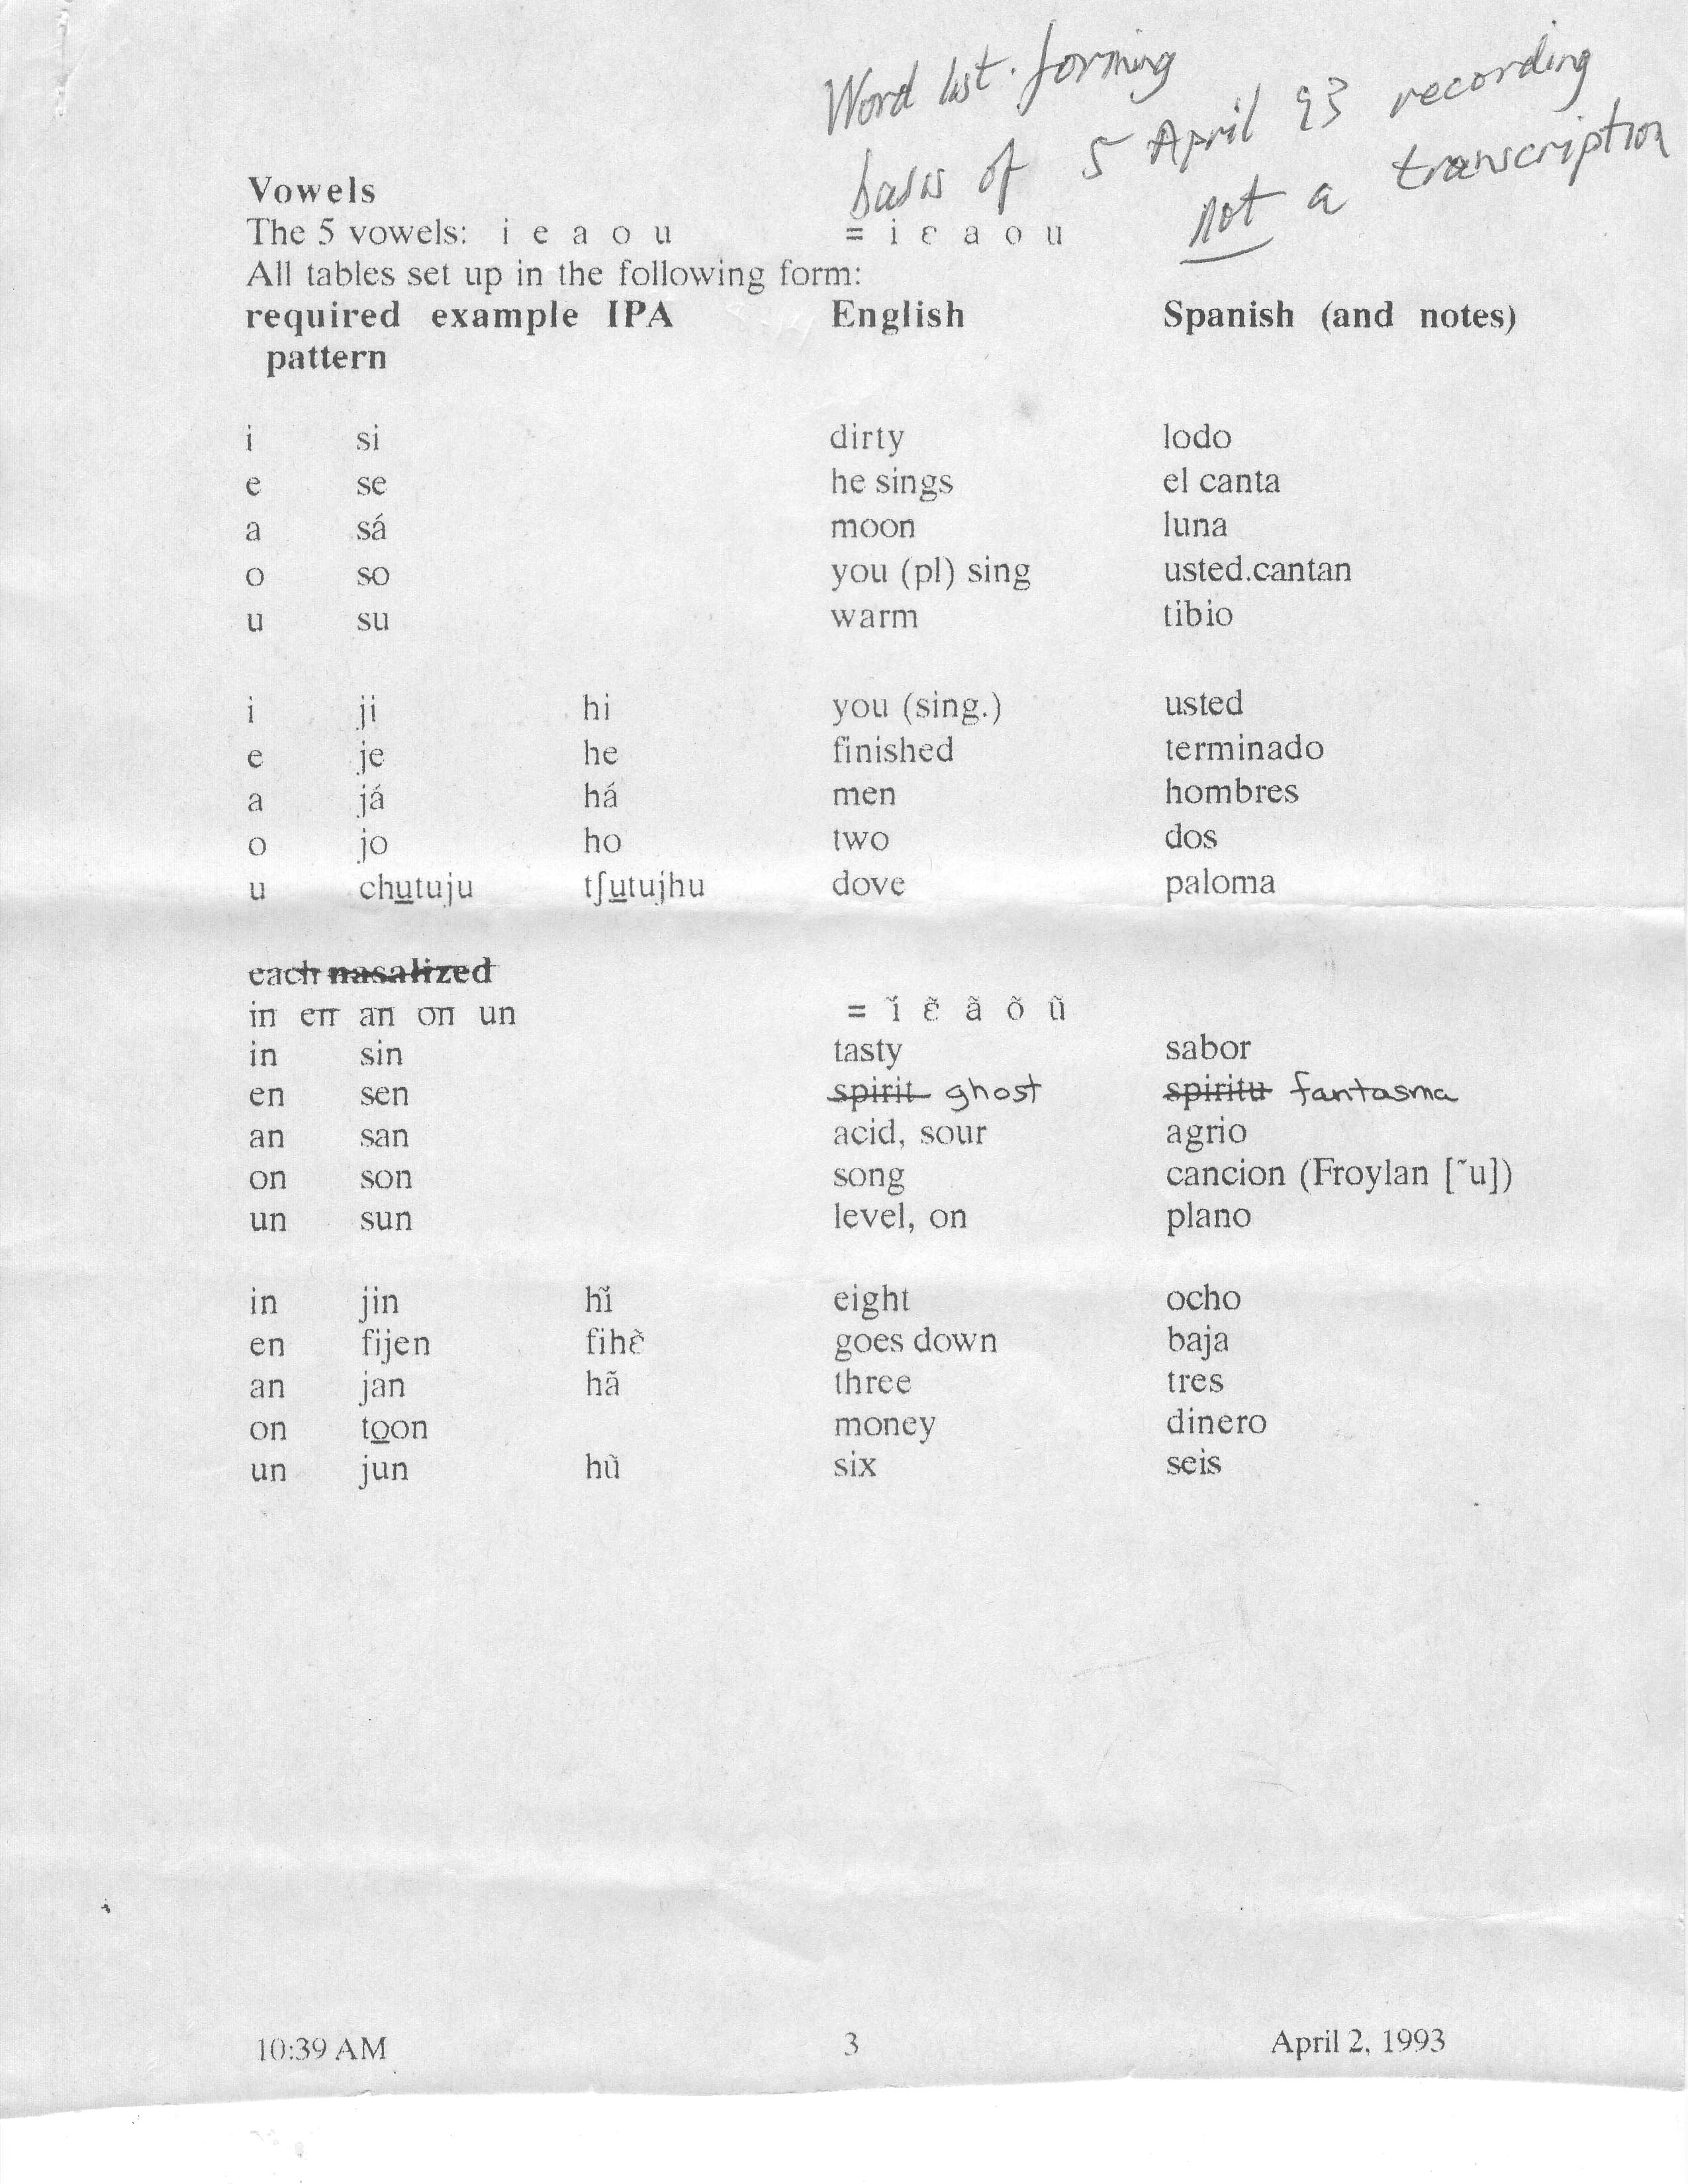 Word list forming
basis of 5 April 93 recording
not a transcription
Vowels
The 5 vowels: i e a o u = i ɛ a o u
All tables set up in the following form:
required example IPA English Spanish (and notes)
pattern
i si dirty lodo
e se he sings el canta
a sá moon luna
o so you (pl) sing usted.cantan
u su warm tibio
i ji hi you (sing.) usted
e je he finished terminado
a já há men hombres
o jo ho two dos
u chu̲tuju tʃu̲tujhu dove paloma
each nasalized
in en an on un = ĩ ɛ̃ ã õ ũ
in sin tasty sabor
en sen spirit ghost spiritu fantasma
an san acid, sour agrio
on son song cancion (Froylan [˜u])
un sun level, on plano
in jin hĩ eight ocho
en fijen fihɛ̃ goes down baja
an jan hã three tres
on to̲on money dinero
un jun hũ six seis
10:39 AM 3 April 2, 1993